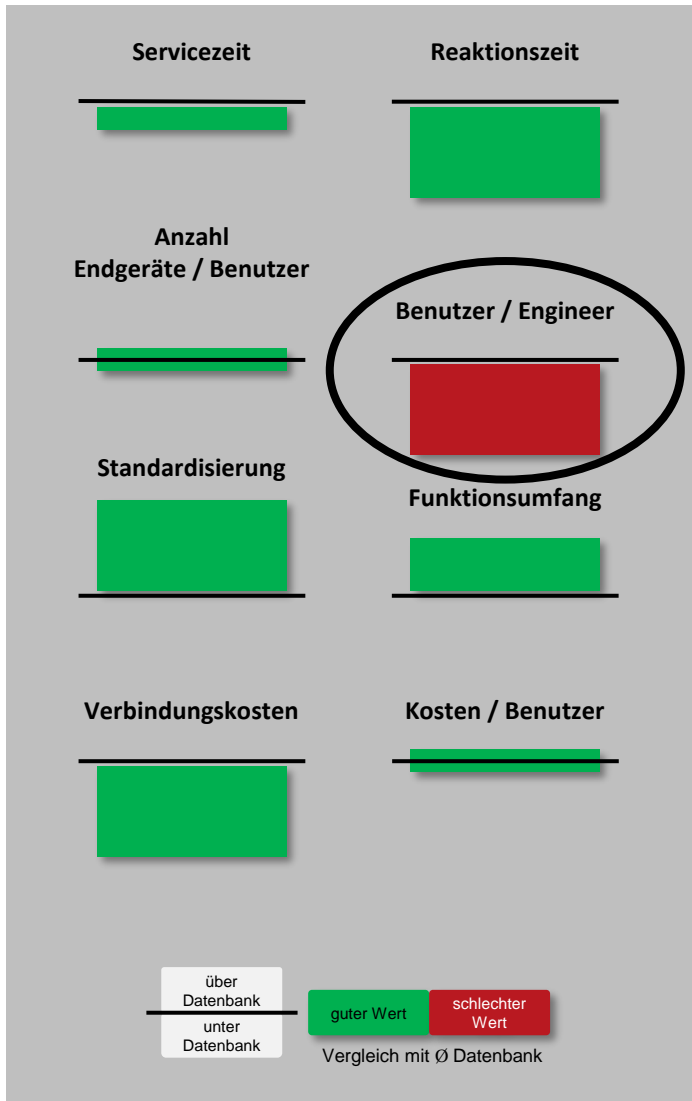 Servicezeit
Reaktionszeit
Anzahl
Endgeräte / Benutzer
Benutzer / Engineer
Standardisierung
Funktionsumfang
Verbindungskosten
Kosten / Benutzer
über
Datenbank
unter
Datenbank
guter Wert
schlechter
Wert
Vergleich mit Ø Datenbank